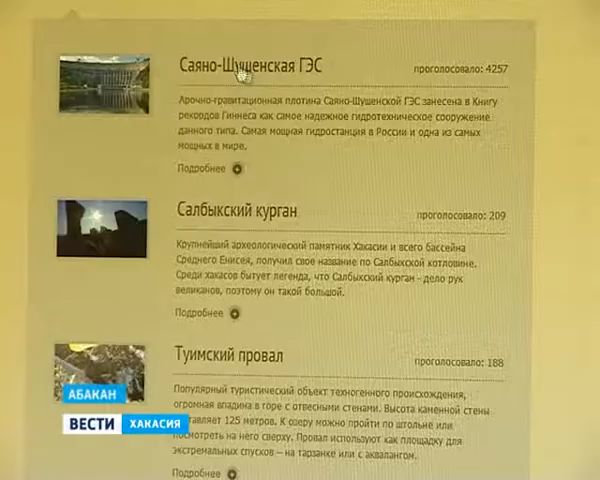 Саяно-Шушенская ГЭС
проголосовало: 4257
Арочно-гравитационная плотина Саяно-Шушенской ГЭС занесена в Книгу
рекордов Гиннеса как самое надежное гидротехническое сооружение
данного типа. Самая мощная гидростанция в России и одна из самых
мощных в мире.
Подробнее
Салбыкский курган
проголосовало: 209
Крупнейший археологический памятник Хакасии и всего бассейна
Среднего Енисея, получил свое название по Салбыкской котловине.
Среди хакасов бытует легенда, что Салбыкский курган - дело рук
великанов, поэтому он такой большой.
Подробнее
Туимский провал
проголосовало: 188
Популярный туристический объект техногенного происхождения,
огромная впадина в горе с отвесными стенами. Высота каменной стены
тавляет 125 метров. К озеру можно пройти по штольне или
посмотреть на него сверху. Провал используют как площадку для
экстремальных спусков – на тарзанке или с аквалангом.
Подробнее
АБАКАН
ВЕСТИ ХАКАСИЯ